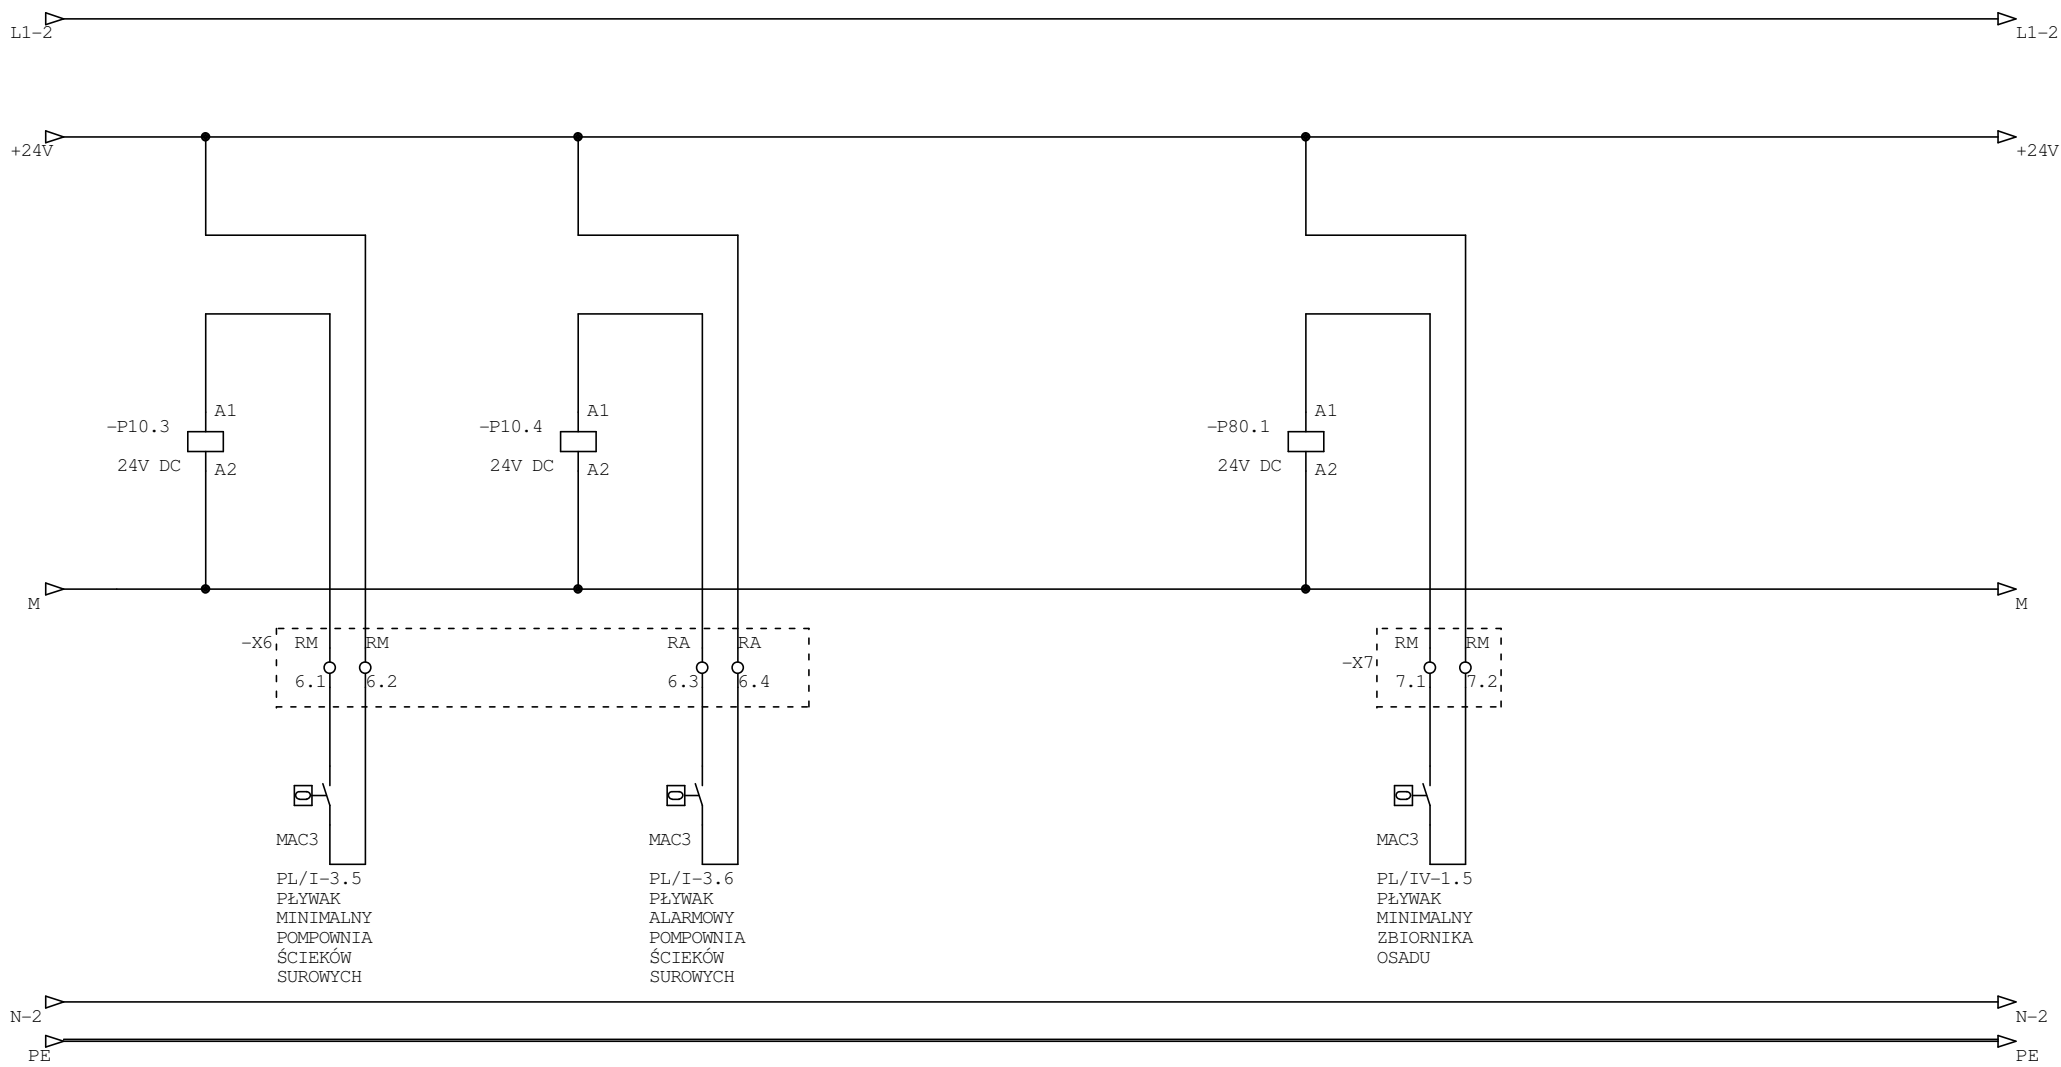 L1-2
L1-2
+24V
+24V
-P10.3
24V DC
A1
A2
-P10.4
24V DC
A1
A2
-P80.1
24V DC
A1
A2
M
M
-X6
RM
RM
6.1
6.2
RA
RA
6.3
6.4
-X7
RM
RM
7.1
7.2
MAC3
PL/I-3.5
PŁYWAK
MINIMALNY
POMPOWNIA
ŚCIEKÓW
SUROWYCH
MAC3
PL/I-3.6
PŁYWAK
ALARMOWY
POMPOWNIA
ŚCIEKÓW
SUROWYCH
MAC3
PL/IV-1.5
PŁYWAK
MINIMALNY
ZBIORNIKA
OSADU
N-2
N-2
PE
PE